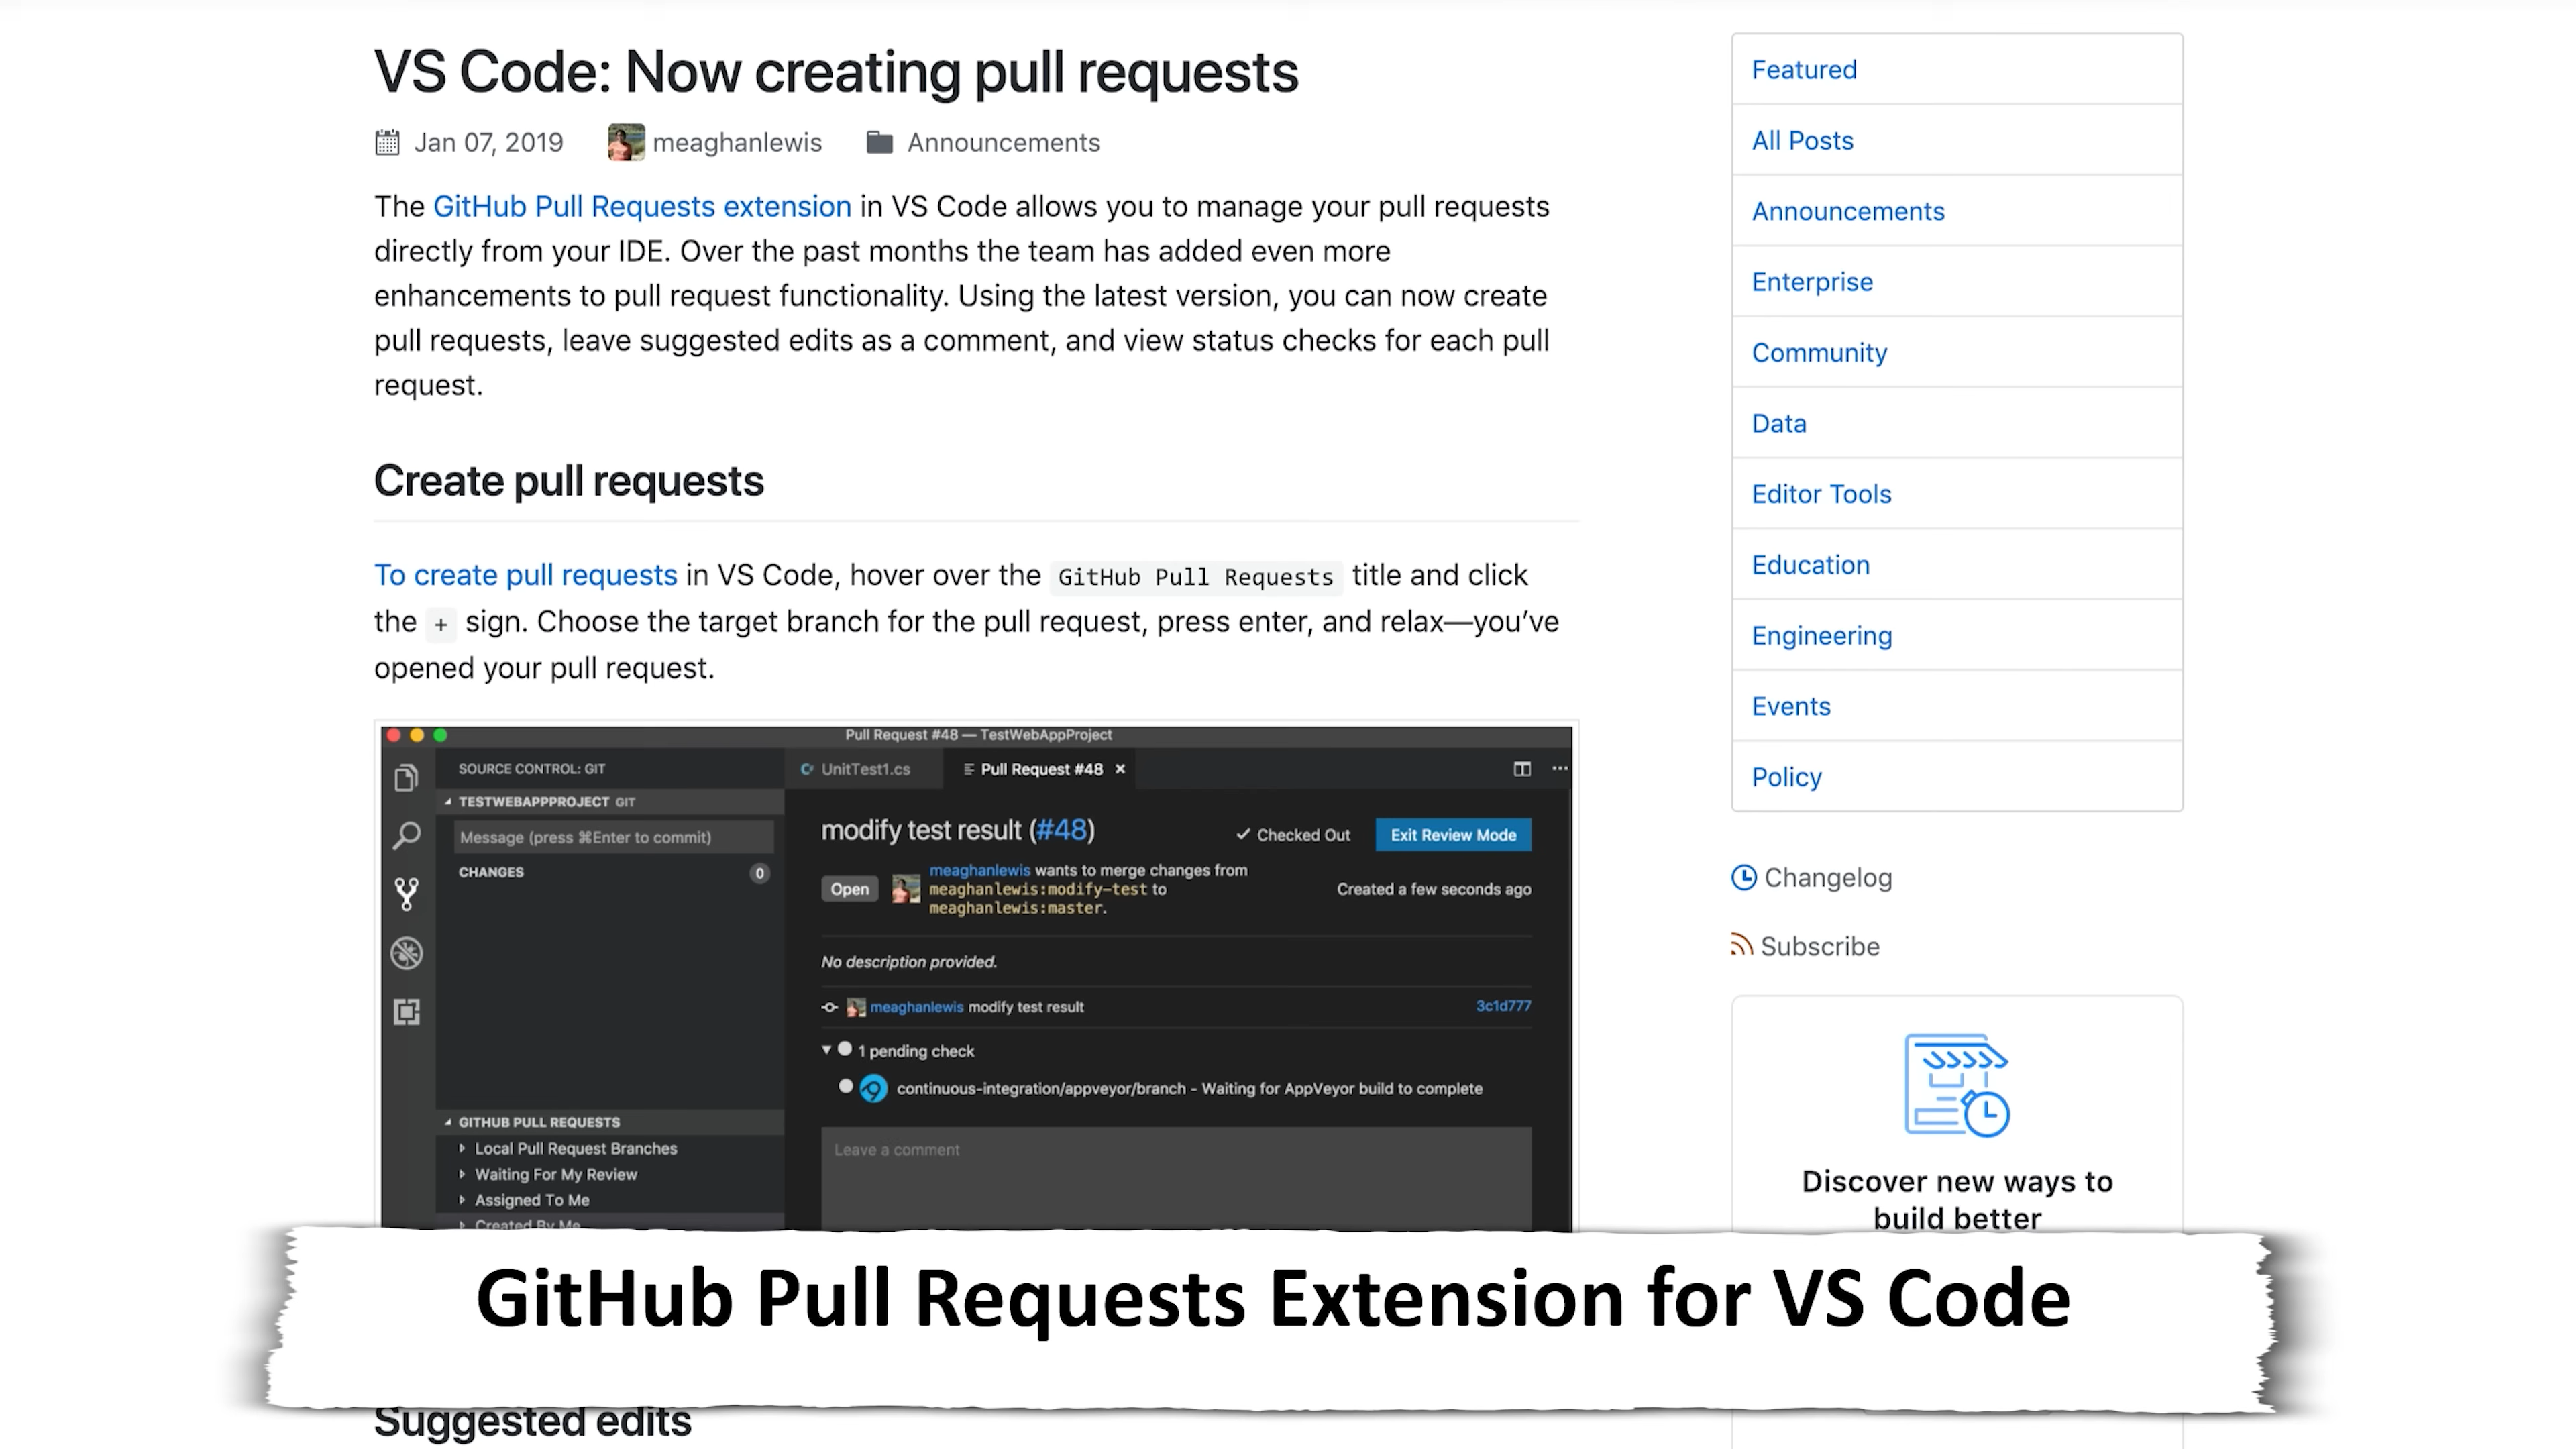 VS Code: Now creating pull requests
Jan 07, 2019 meaghanlewis Announcements
The GitHub Pull Requests extension in VS Code allows you to manage your pull requests
directly from your IDE. Over the past months the team has added even more
enhancements to pull request functionality. Using the latest version, you can now create
pull requests, leave suggested edits as a comment, and view status checks for each pull
request.
Create pull requests
To create pull requests in VS Code, hover over the GitHub Pull Requests title and click
the + sign. Choose the target branch for the pull request, press enter, and relax—you’ve
opened your pull request.
Pull Request #48 — TestWebAppProject
SOURCE CONTROL: GIT
TESTWEBAPPPROJECT GIT
Message (press ⌘Enter to commit)
CHANGES 0
GITHUB PULL REQUESTS
Local Pull Request Branches
Waiting For My Review
Assigned To Me
Created By Me
UnitTest1.cs Pull Request #48 ×
modify test result (#48) ✓ Checked Out Exit Review Mode
Open meaghanlewis wants to merge changes from
meaghanlewis:modify-test to
meaghanlewis:master.
Created a few seconds ago
No description provided.
meaghanlewis modify test result 3c1d777
1 pending check
continuous-integration/appveyor/branch - Waiting for AppVeyor build to complete
Leave a comment
Suggested edits
Featured
All Posts
Announcements
Enterprise
Community
Data
Editor Tools
Education
Engineering
Events
Policy
Changelog
Subscribe
Discover new ways to
build better
GitHub Pull Requests Extension for VS Code